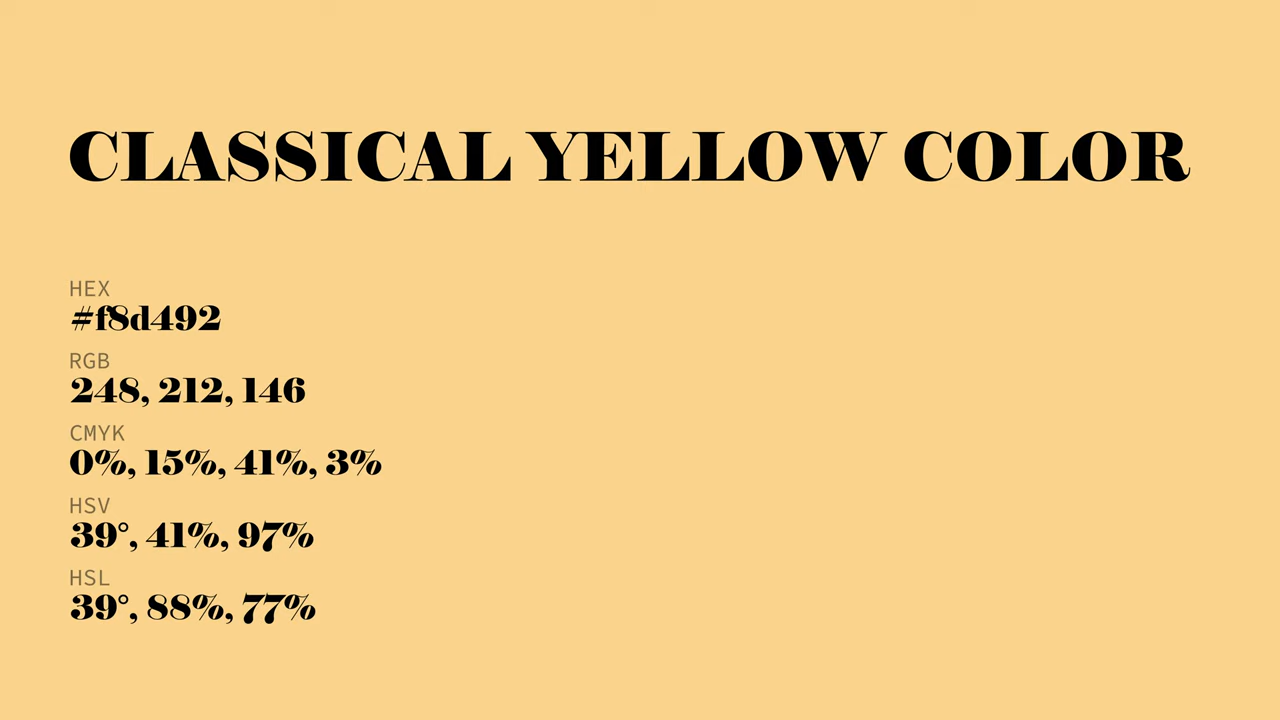 CLASSICAL YELLOW COLOR
HEX
#f8d492
RGB
248, 212, 146
CMYK
0%, 15%, 41%, 3%
HSV
39°, 41%, 97%
HSL
39°, 88%, 77%